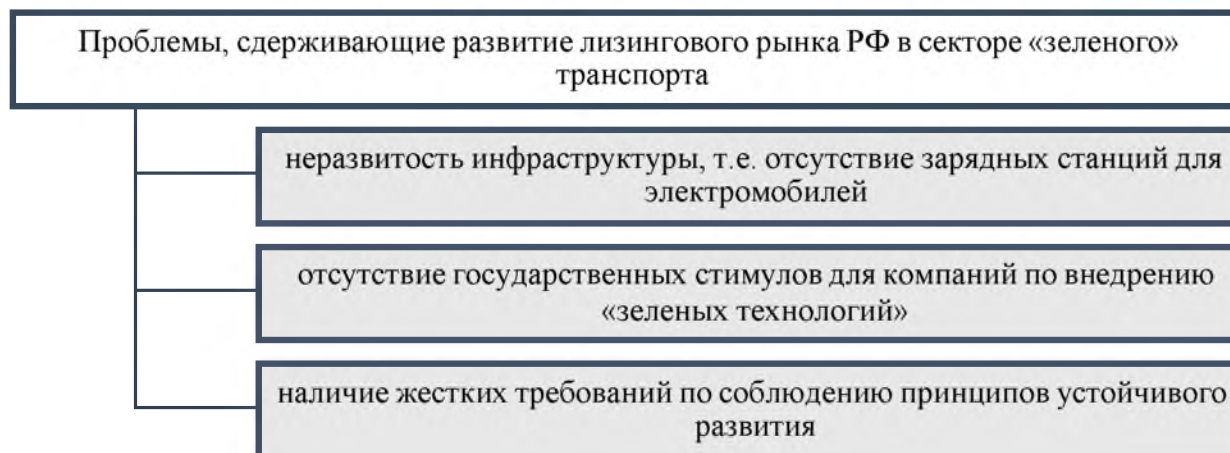 Проблемы, сдерживающие развитие лизингового рынка РФ в секторе «зеленого»
транспорта
неразвитость инфраструктуры, т.е. отсутствие зарядных станций для
электромобилей
отсутствие государственных стимулов для компаний по внедрению
«зеленых технологий»
наличие жестких требований по соблюдению принципов устойчивого
развития